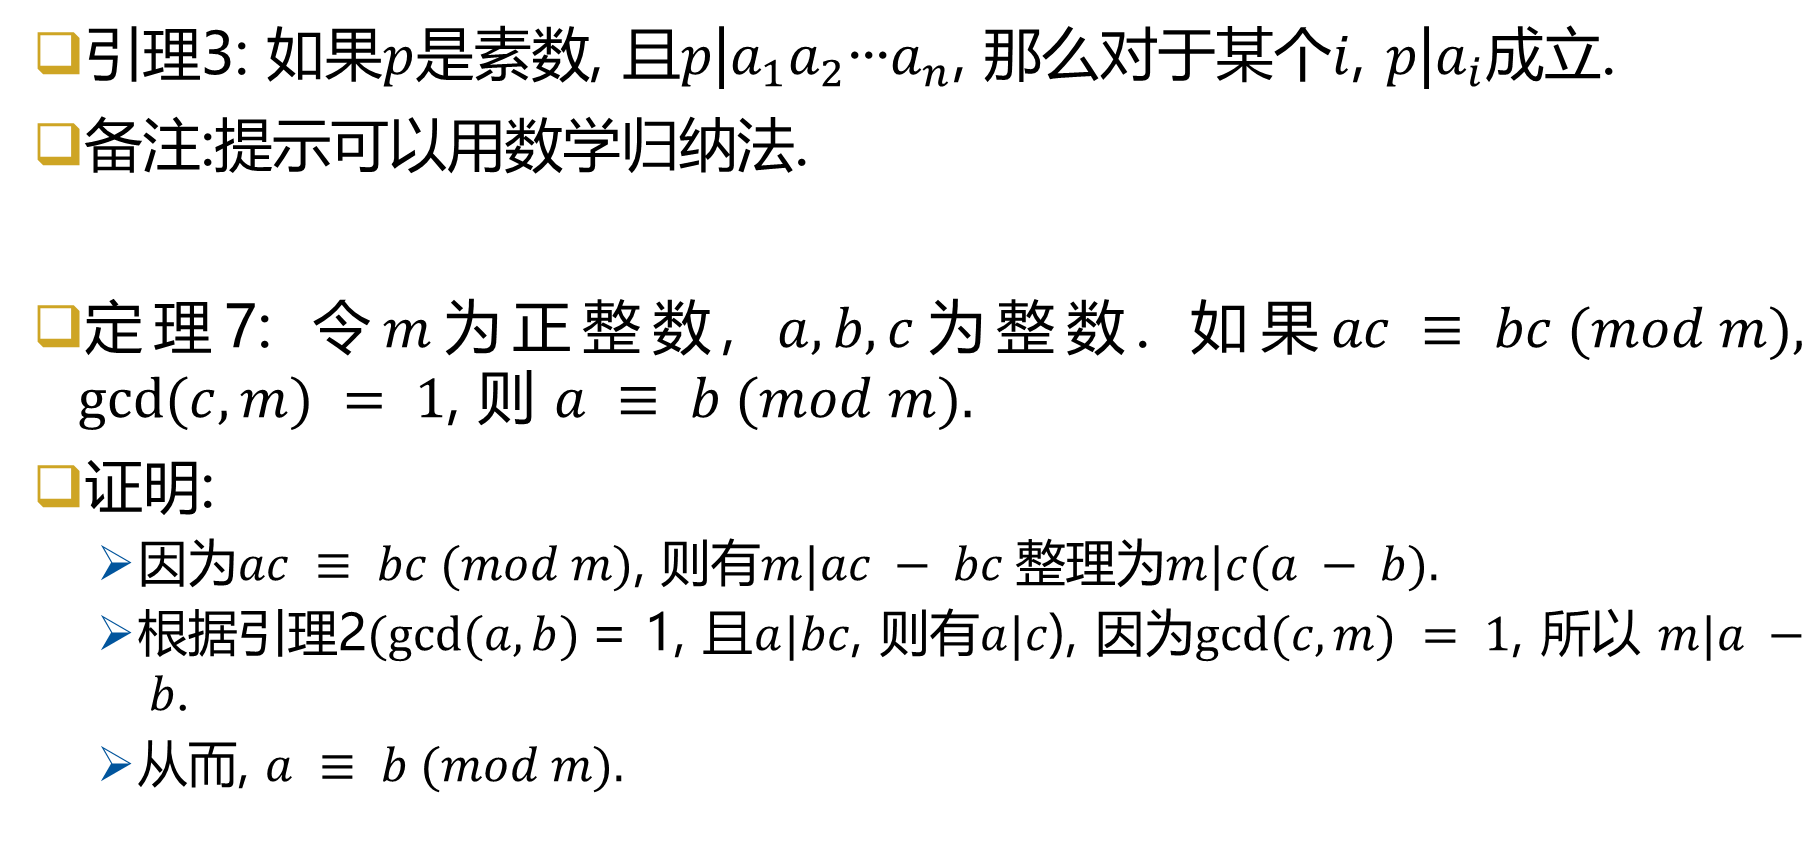 ❑引理3: 如果p是素数, 且p|a₁a₂⋯aₙ, 那么对于某个i, p|aᵢ成立.
❑备注:提示可以用数学归纳法.
❑定理7: 令m为正整数, a, b, c为整数. 如果ac ≡ bc (mod m),
gcd(c, m) = 1, 则 a ≡ b (mod m).
❑证明:
➢因为ac ≡ bc (mod m), 则有m|ac − bc 整理为m|c(a − b).
➢根据引理2(gcd(a, b) = 1, 且a|bc, 则有a|c), 因为gcd(c, m) = 1, 所以 m|a −
b.
➢从而, a ≡ b (mod m).